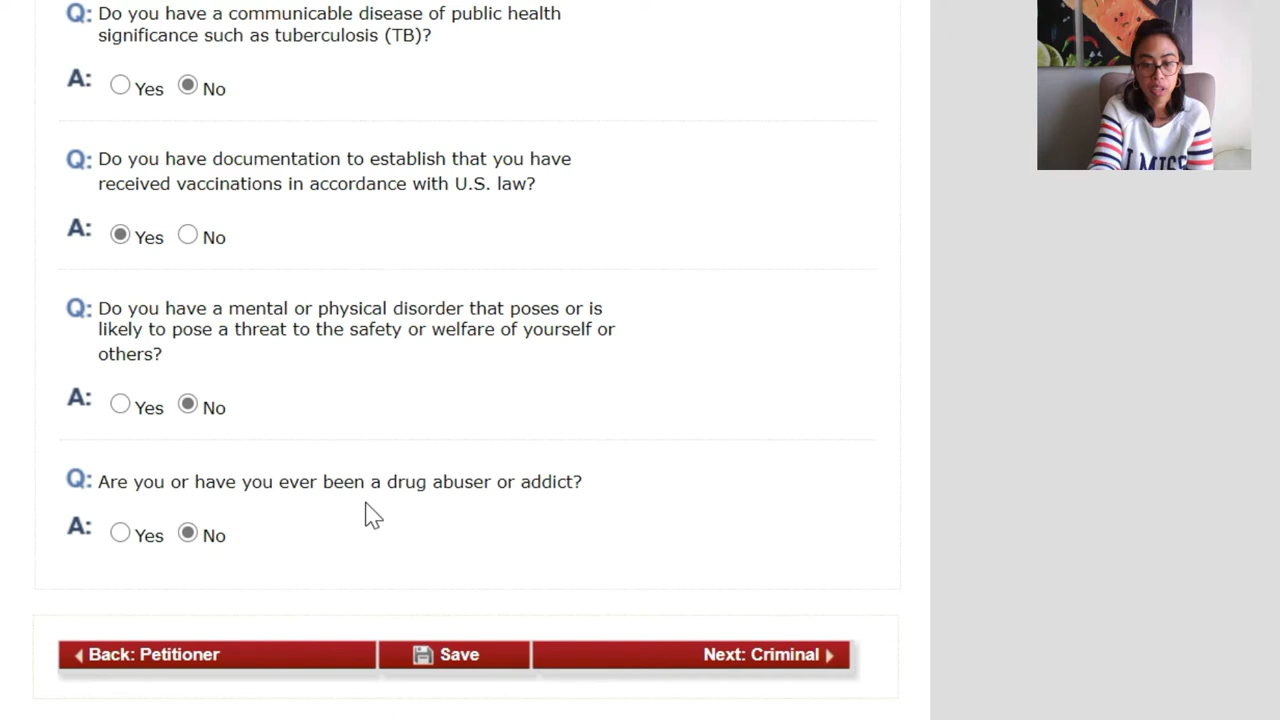 Q: Do you have a communicable disease of public health
significance such as tuberculosis (TB)?
A: Yes No
Q: Do you have documentation to establish that you have
received vaccinations in accordance with U.S. law?
A: Yes No
Q: Do you have a mental or physical disorder that poses or is
likely to pose a threat to the safety or welfare of yourself or
others?
A: Yes No
Q: Are you or have you ever been a drug abuser or addict?
A: Yes No
Back: Petitioner
Save
Next: Criminal
I MISS